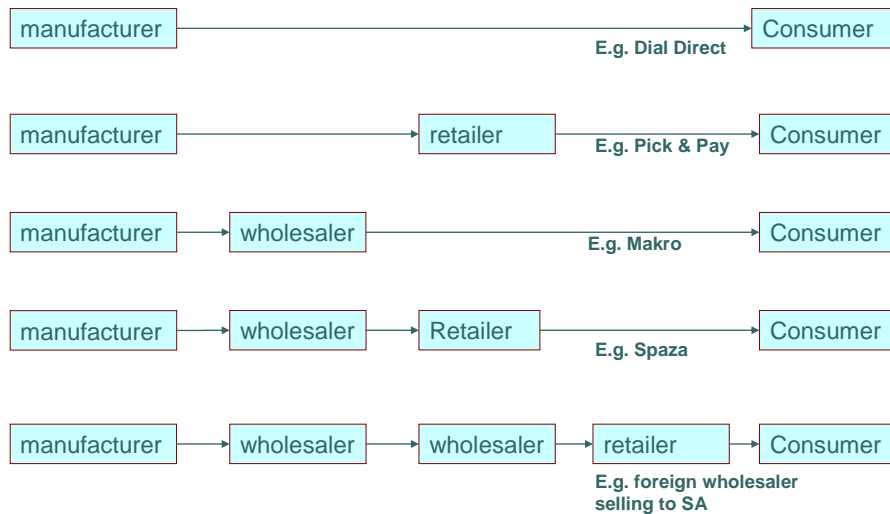 manufacturer Consumer
E.g. Dial Direct
manufacturer retailer Consumer
E.g. Pick & Pay
manufacturer wholesaler Consumer
E.g. Makro
manufacturer wholesaler Retailer Consumer
E.g. Spaza
manufacturer wholesaler wholesaler retailer Consumer
E.g. foreign wholesaler
selling to SA